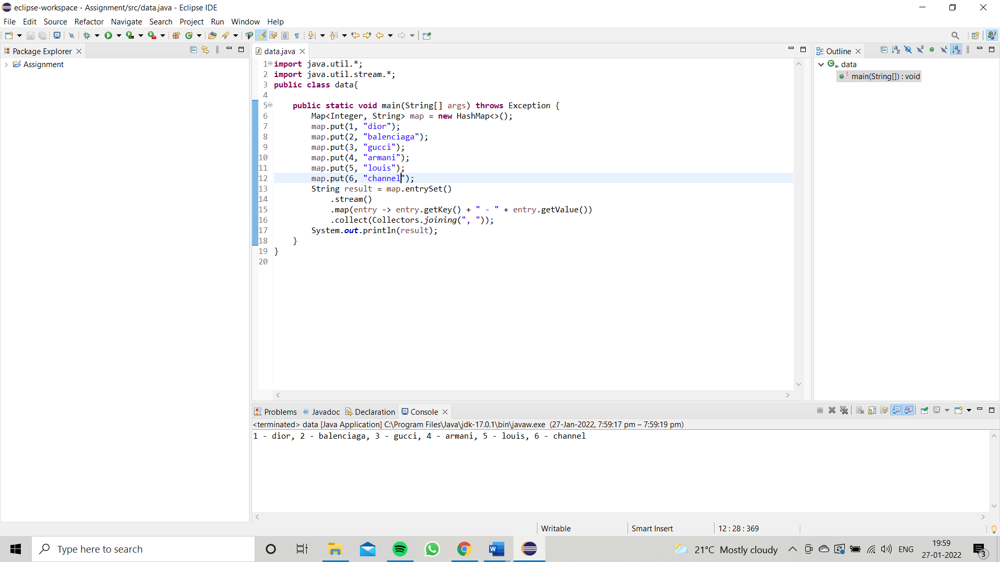 eclipse-workspace - Assignment/src/data.java - Eclipse IDE
File Edit Source Refactor Navigate Search Project Run Window Help
Package Explorer
Assignment
data.java
1 import java.util.*;
2 import java.util.stream.*;
3 public class data{
4
5     public static void main(String[] args) throws Exception {
6         Map<Integer, String> map = new HashMap<>();
7         map.put(1, "dior");
8         map.put(2, "balenciaga");
9         map.put(3, "gucci");
10         map.put(4, "armani");
11         map.put(5, "louis");
12         map.put(6, "channel");
13         String result = map.entrySet()
14             .stream()
15             .map(entry -> entry.getKey() + " - " + entry.getValue())
16             .collect(Collectors.joining(", "));
17         System.out.println(result);
18     }
19 }
20
Outline
data
main(String[]) : void
Problems Javadoc Declaration Console
<terminated> data [Java Application] C:\Program Files\Java\jdk-17.0.1\bin\javaw.exe (27-Jan-2022, 7:59:17 pm – 7:59:19 pm)
1 - dior, 2 - balenciaga, 3 - gucci, 4 - armani, 5 - louis, 6 - channel
Writable Smart Insert 12 : 28 : 369
Type here to search
21°C Mostly cloudy
ENG
19:59
27-01-2022
3